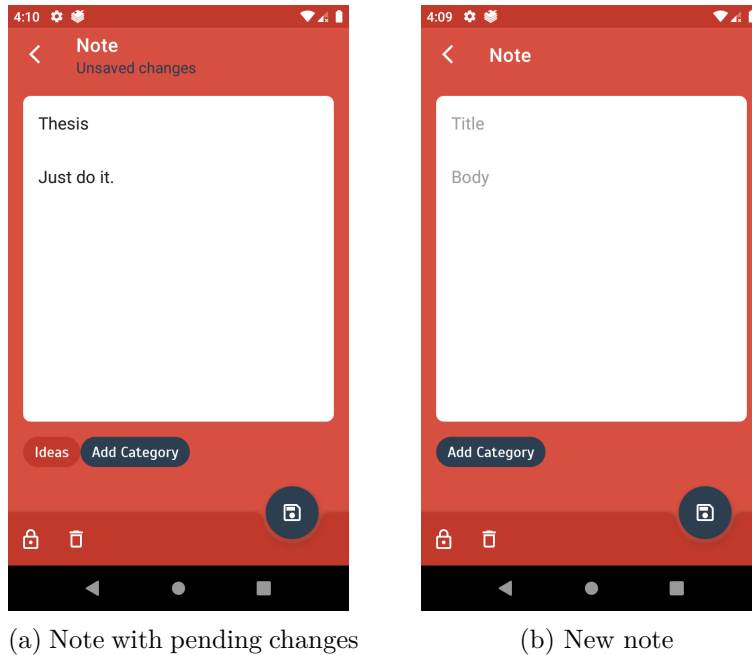 4:10
Note
Unsaved changes
Thesis
Just do it.
Ideas Add Category
(a) Note with pending changes
4:09
Note
Title
Body
Add Category
(b) New note